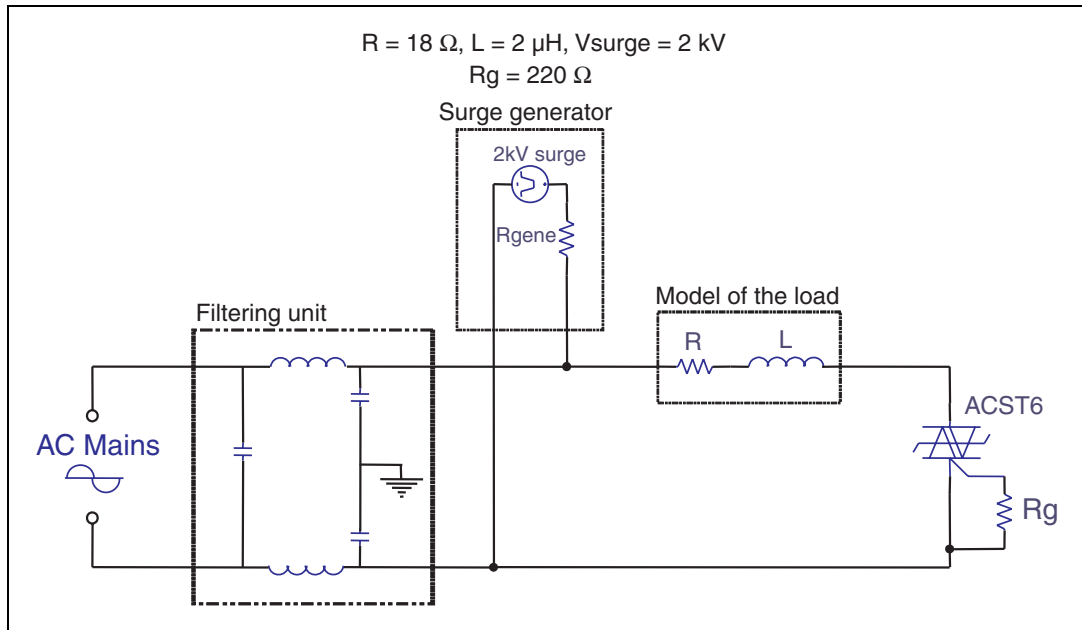 R = 18 Ω, L = 2 µH, Vsurge = 2 kV
Rg = 220 Ω
Surge generator
2kV surge
Rgene
Model of the load
Filtering unit
R
L
ACST6
AC Mains
Rg